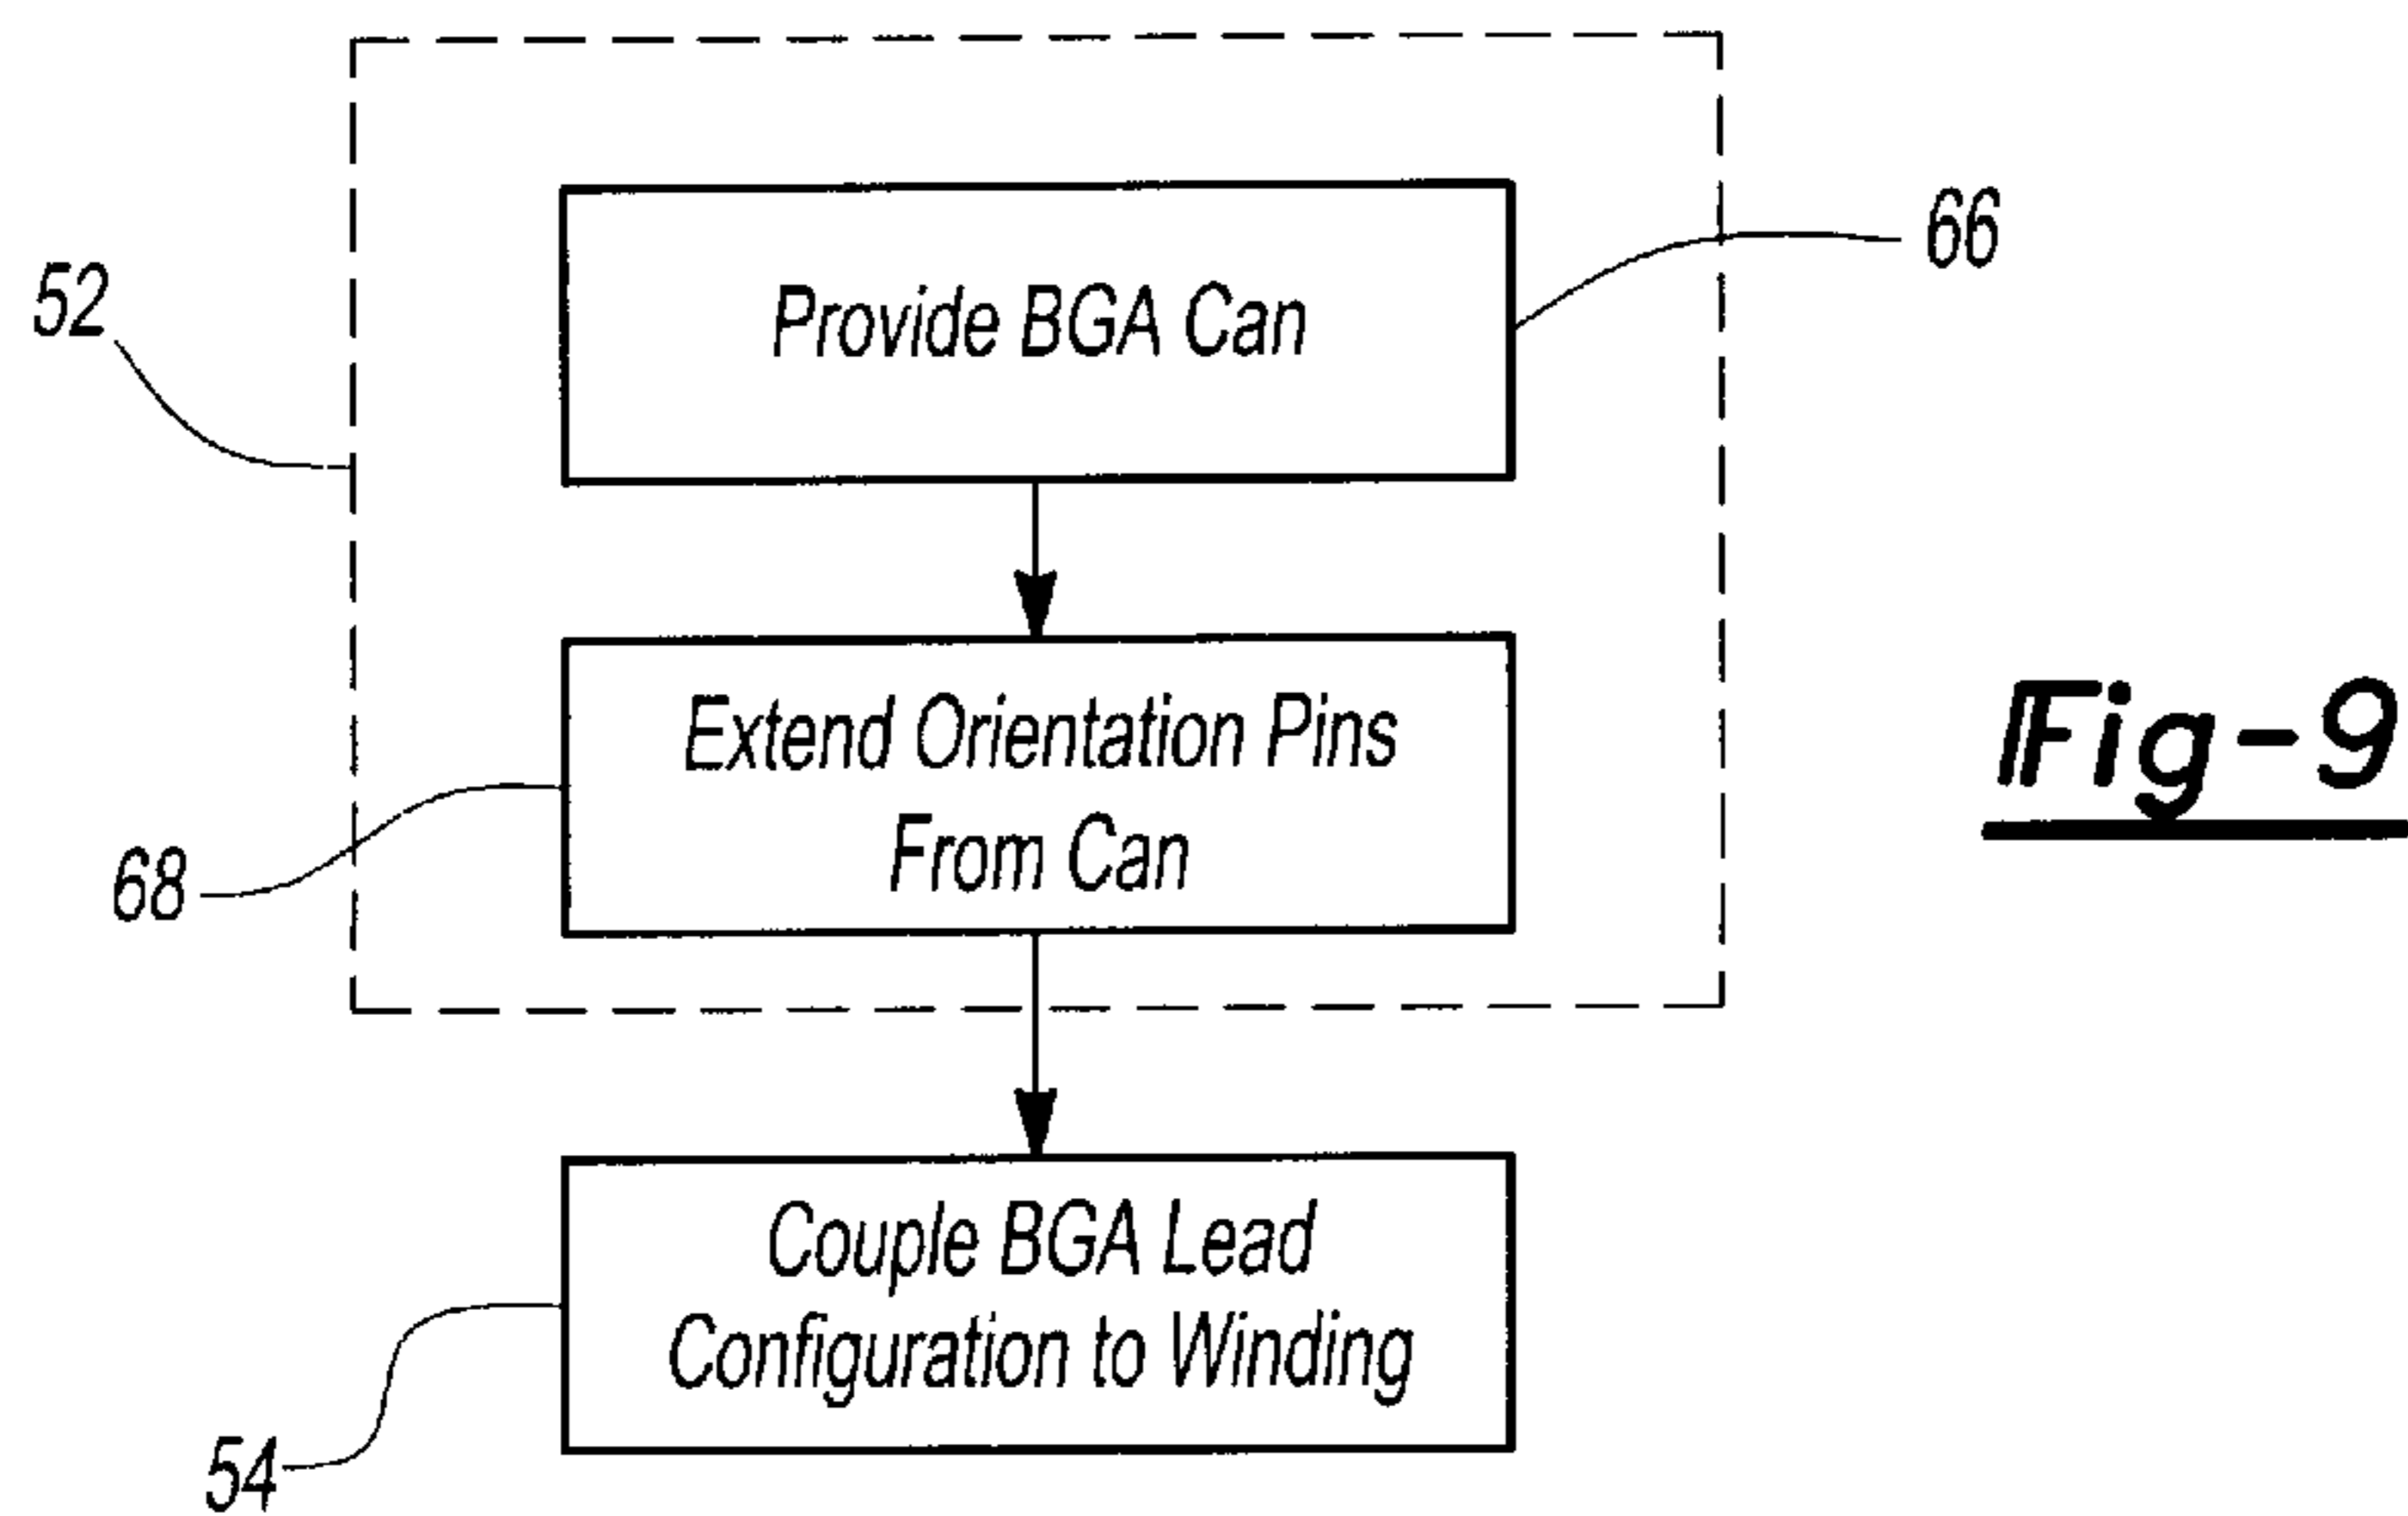 66
Provide BGA Can
52
Extend Orientation Pins
From Can
Fig-9
68
Couple BGA Lead
Configuration to Winding
54